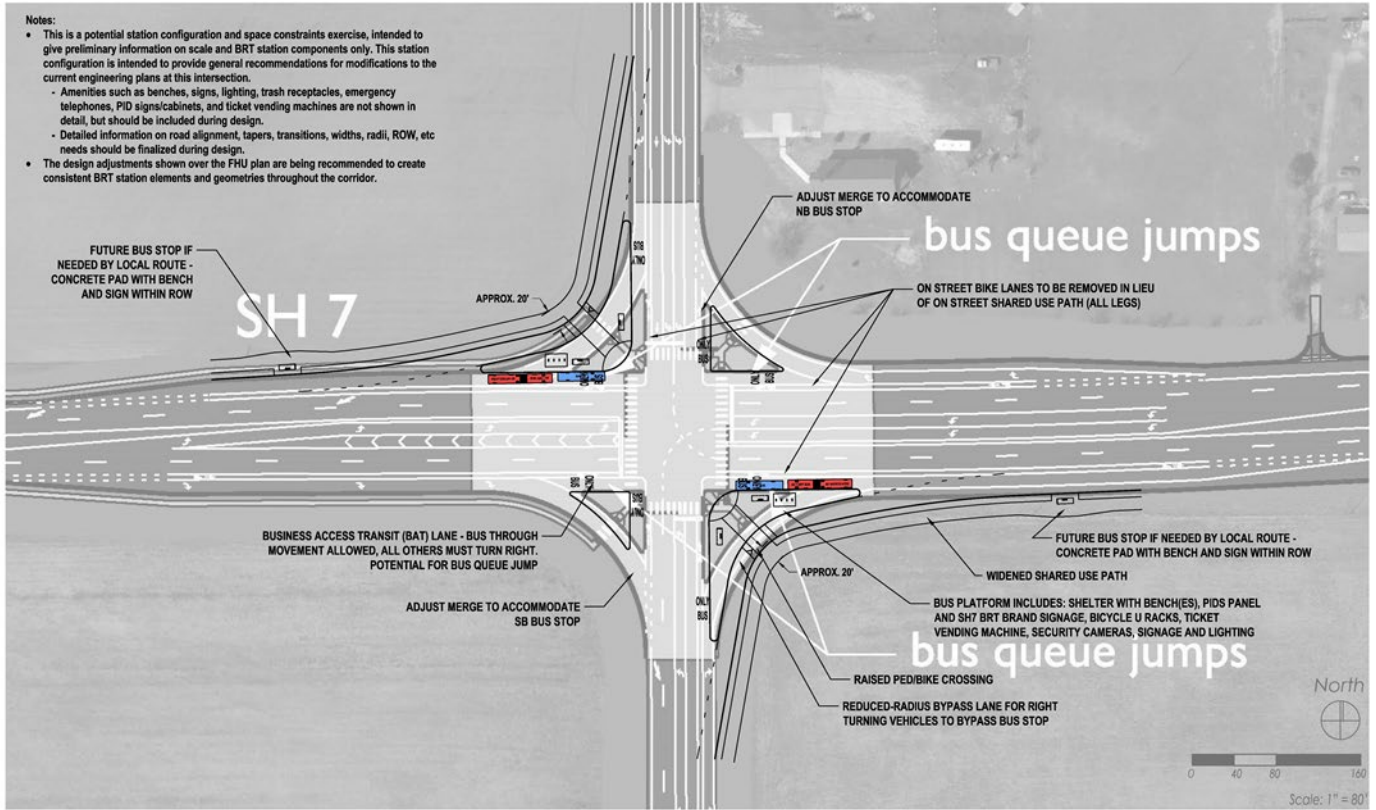 Notes:
• This is a potential station configuration and space constraints exercise, intended to
give preliminary information on scale and BRT station components only. This station
configuration is intended to provide general recommendations for modifications to the
current engineering plans at this intersection.
- Amenities such as benches, signs, lighting, trash receptacles, emergency
telephones, PID signs/cabinets, and ticket vending machines are not shown in
detail, but should be included during design.
- Detailed information on road alignment, tapers, transitions, widths, radii, ROW, etc
needs should be finalized during design.
• The design adjustments shown over the FHU plan are being recommended to create
consistent BRT station elements and geometries throughout the corridor.
ADJUST MERGE TO ACCOMMODATE
NB BUS STOP
bus queue jumps
FUTURE BUS STOP IF
NEEDED BY LOCAL ROUTE -
CONCRETE PAD WITH BENCH
AND SIGN WITHIN ROW
BUS
ONLY
ON STREET BIKE LANES TO BE REMOVED IN LIEU
OF ON STREET SHARED USE PATH (ALL LEGS)
SH 7
APPROX. 20'
ONLY
BUS
ONLY
BUS
ONLY
BUS
BUS
ONLY
BUS
ONLY
BUS
ONLY
BUSINESS ACCESS TRANSIT (BAT) LANE - BUS THROUGH
MOVEMENT ALLOWED, ALL OTHERS MUST TURN RIGHT.
POTENTIAL FOR BUS QUEUE JUMP
FUTURE BUS STOP IF NEEDED BY LOCAL ROUTE -
CONCRETE PAD WITH BENCH AND SIGN WITHIN ROW
APPROX. 20'
WIDENED SHARED USE PATH
ADJUST MERGE TO ACCOMMODATE
SB BUS STOP
ONLY
BUS
BUS PLATFORM INCLUDES: SHELTER WITH BENCH(ES), PIDS PANEL
AND SH7 BRT BRAND SIGNAGE, BICYCLE U RACKS, TICKET
VENDING MACHINE, SECURITY CAMERAS, SIGNAGE AND LIGHTING
bus queue jumps
RAISED PED/BIKE CROSSING
REDUCED-RADIUS BYPASS LANE FOR RIGHT
TURNING VEHICLES TO BYPASS BUS STOP
North
0 40 80 160
Scale: 1" = 80'